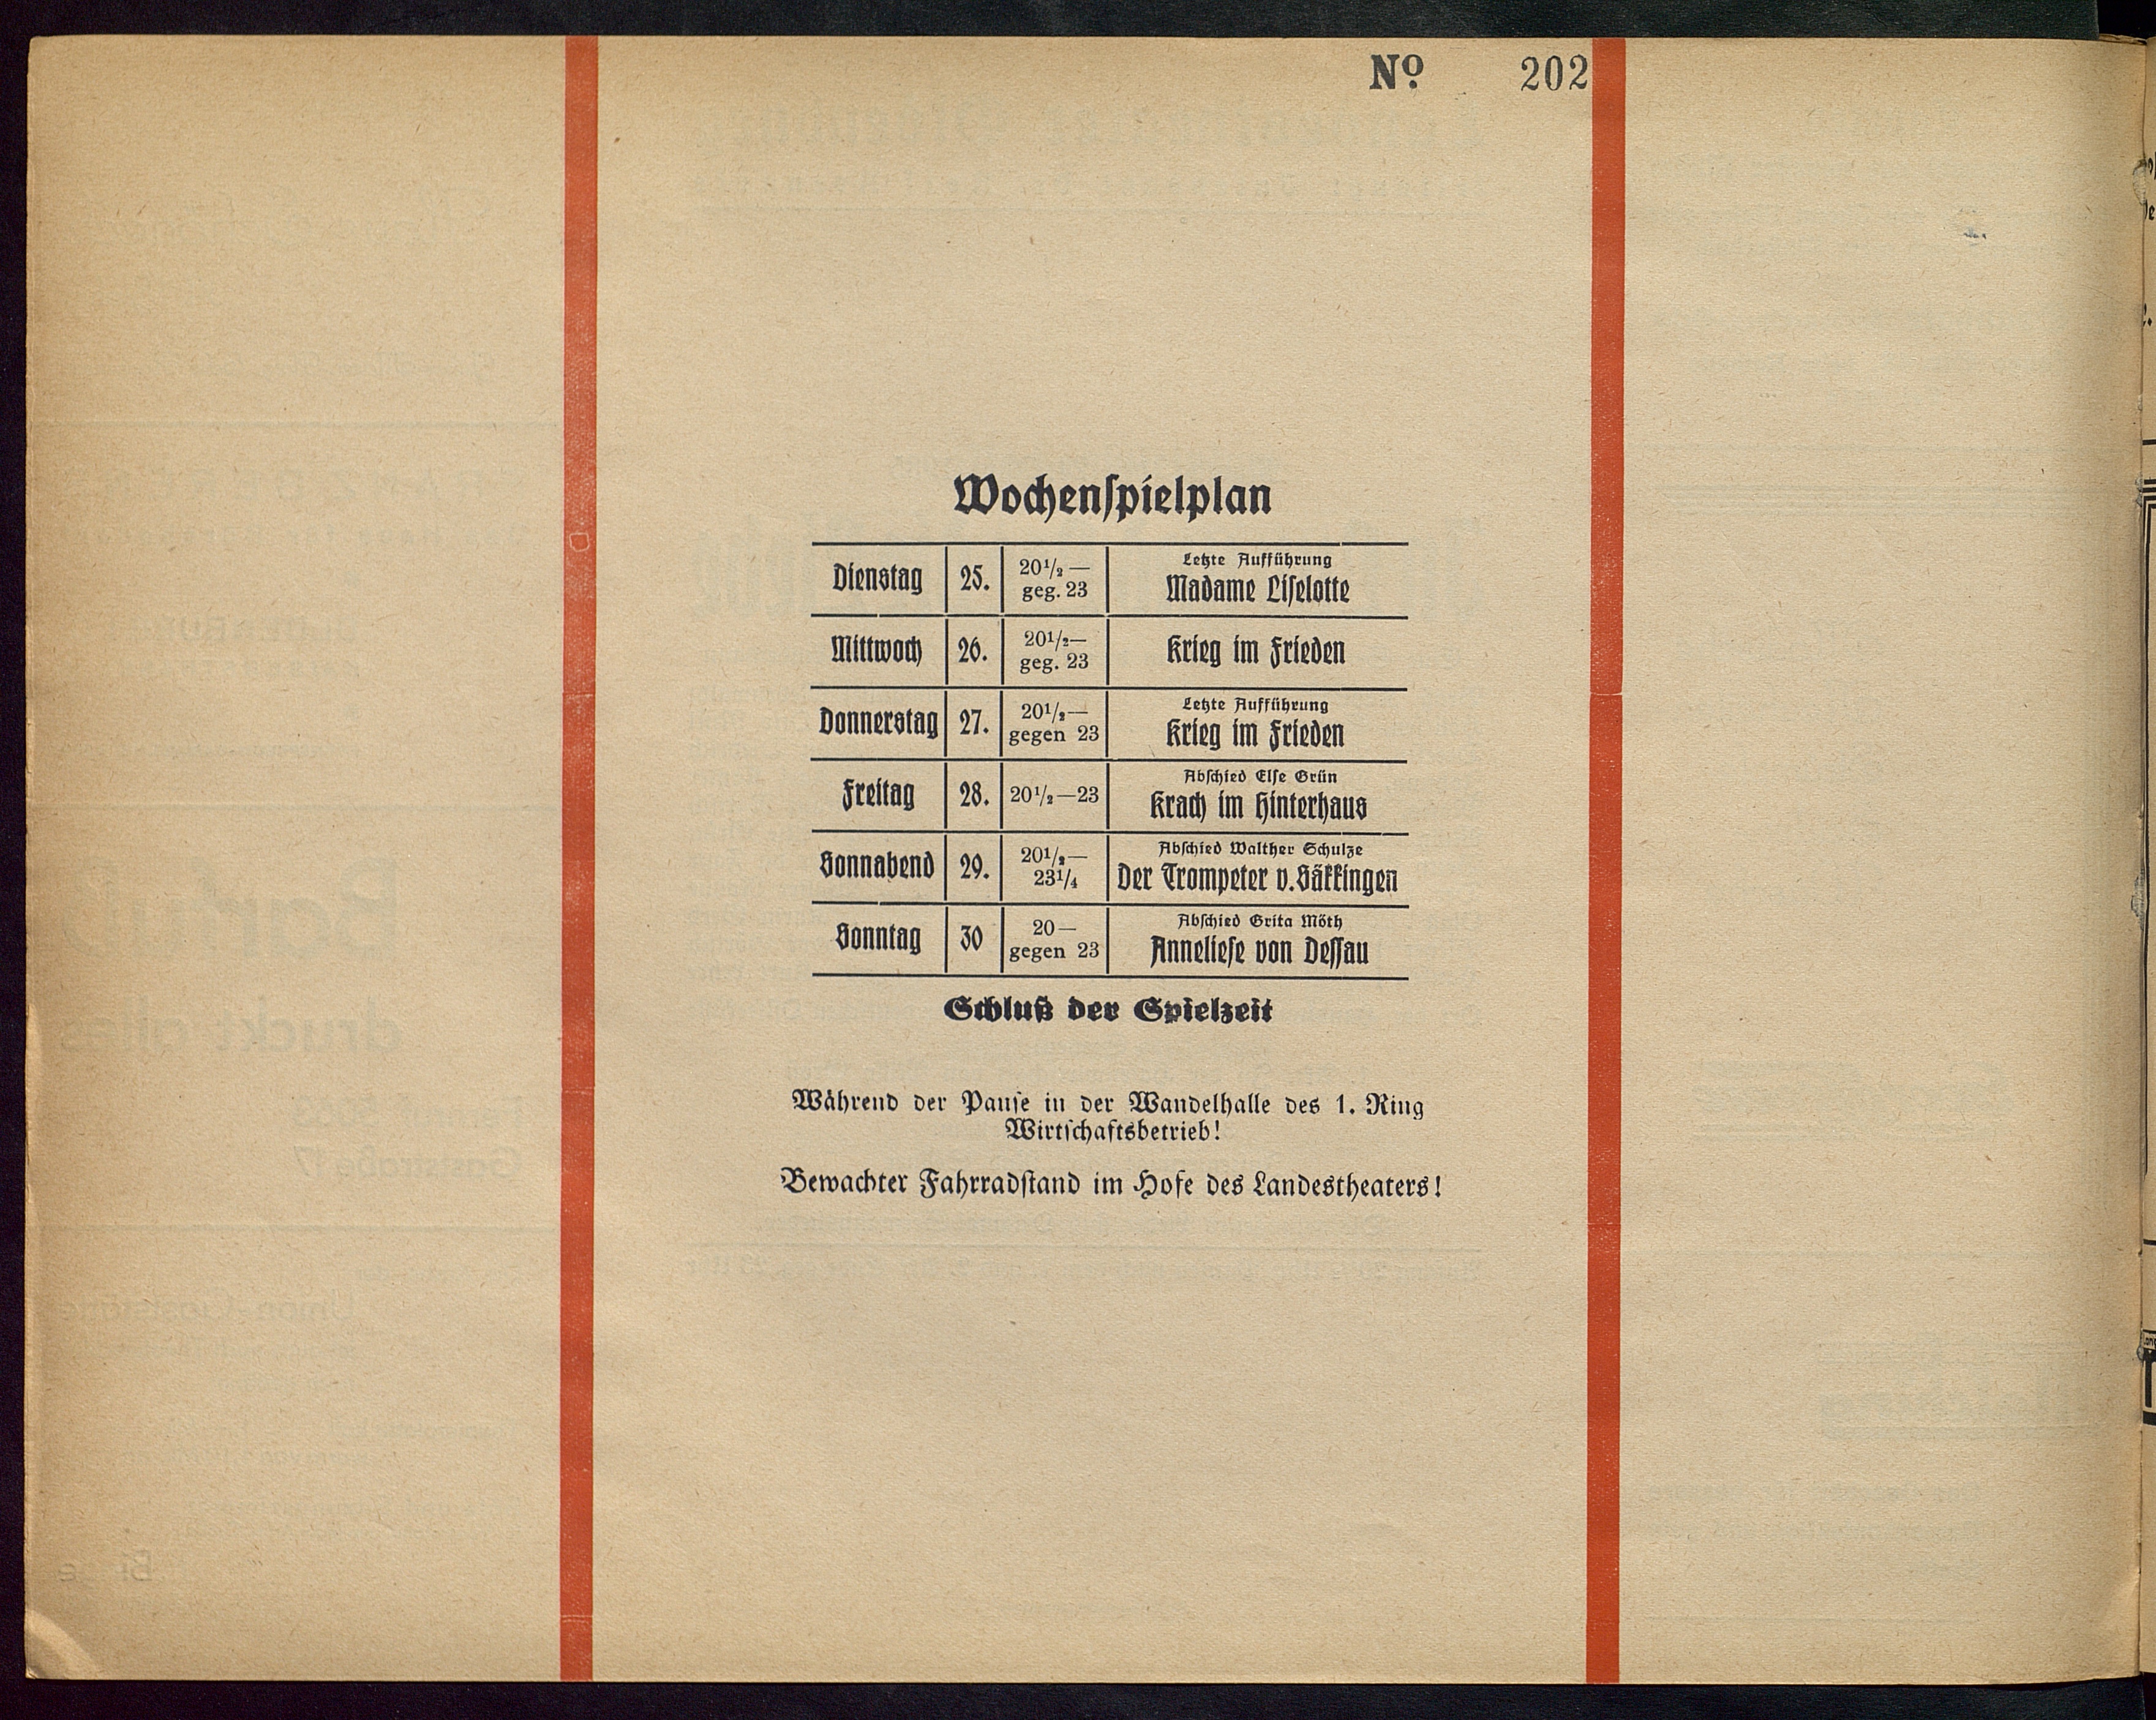 No. 202
Wochenspielplan
Dienstag 25. 20½— geg. 23 Letzte Aufführung Madame Liselotte
Mittwoch 26. 20½— geg. 23 Krieg im Frieden
Donnerstag 27. 20½— gegen 23 Letzte Aufführung Krieg im Frieden
Freitag 28. 20½—23 Abschied Else Grün Krach im Hinterhaus
Sonnabend 29. 20½— 23¼ Abschied Walther Schulze Der Trompeter v. Säkkingen
Sonntag 30 20— gegen 23 Abschied Grita Möth Anneliese von Dessau
Schluß der Spielzeit
Während der Pause in der Wandelhalle des 1. Ring
Wirtschaftsbetrieb!
Bewachter Fahrradstand im Hofe des Landestheaters!